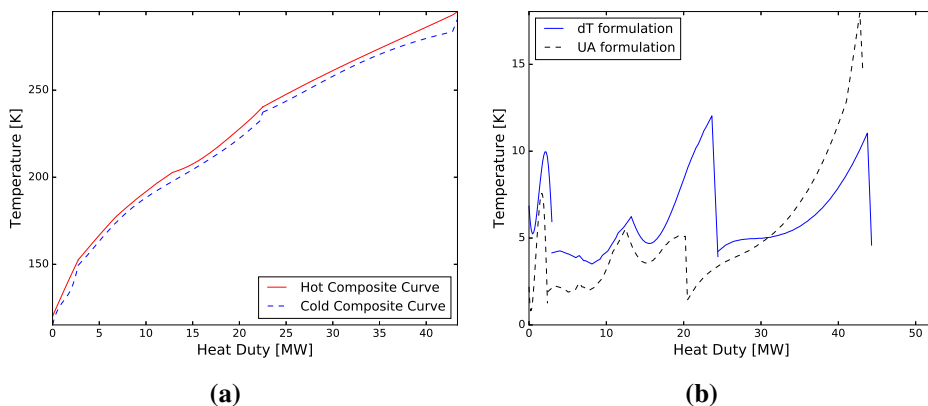 250
200
150
Temperature [K]
0 5 10 15 20 25 30 35 40
Heat Duty [MW]
Hot Composite Curve
Cold Composite Curve
(a)
dT formulation
UA formulation
15
10
5
0
Temperature [K]
0 10 20 30 40 50
Heat Duty [MW]
(b)